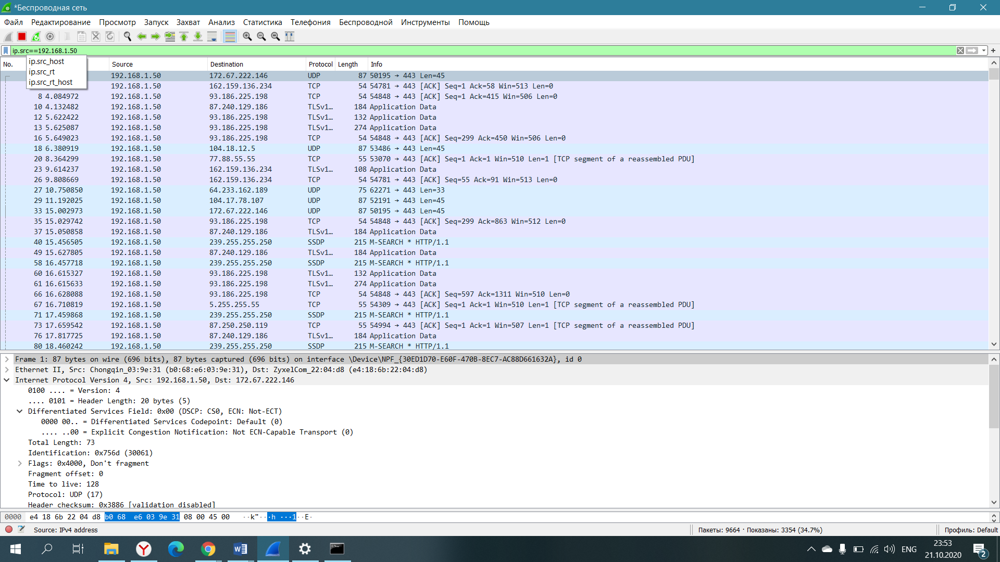 *Беспроводная сеть
Файл Редактирование Просмотр Запуск Захват Анализ Статистика Телефония Беспроводной Инструменты Помощь
ip.src==192.168.1.50
ip.src_host
ip.src_rt
ip.src_rt_host
No. Source Destination Protocol Length Info
192.168.1.50 172.67.222.146 UDP 87 50195 → 443 Len=45
192.168.1.50 162.159.136.234 TCP 54 54781 → 443 [ACK] Seq=1 Ack=58 Win=513 Len=0
8 4.084972 192.168.1.50 93.186.225.198 TCP 54 54848 → 443 [ACK] Seq=1 Ack=415 Win=506 Len=0
10 4.132482 192.168.1.50 87.240.129.186 TLSv1… 184 Application Data
12 5.622422 192.168.1.50 93.186.225.198 TLSv1… 132 Application Data
13 5.625087 192.168.1.50 93.186.225.198 TLSv1… 274 Application Data
16 5.649023 192.168.1.50 93.186.225.198 TCP 54 54848 → 443 [ACK] Seq=299 Ack=450 Win=506 Len=0
18 6.380919 192.168.1.50 104.18.12.5 UDP 87 53486 → 443 Len=45
20 8.364299 192.168.1.50 77.88.55.55 TCP 55 53070 → 443 [ACK] Seq=1 Ack=1 Win=510 Len=1 [TCP segment of a reassembled PDU]
23 9.614237 192.168.1.50 162.159.136.234 TLSv1… 108 Application Data
26 9.808669 192.168.1.50 162.159.136.234 TCP 54 54781 → 443 [ACK] Seq=55 Ack=91 Win=513 Len=0
27 10.750850 192.168.1.50 64.233.162.189 UDP 75 62271 → 443 Len=33
29 11.192025 192.168.1.50 104.17.78.107 UDP 87 52191 → 443 Len=45
33 15.002973 192.168.1.50 172.67.222.146 UDP 87 50195 → 443 Len=45
35 15.029742 192.168.1.50 93.186.225.198 TCP 54 54848 → 443 [ACK] Seq=299 Ack=863 Win=512 Len=0
37 15.050858 192.168.1.50 87.240.129.186 TLSv1… 184 Application Data
40 15.456505 192.168.1.50 239.255.255.250 SSDP 215 M-SEARCH * HTTP/1.1
49 15.627805 192.168.1.50 87.240.129.186 TLSv1… 184 Application Data
58 16.457718 192.168.1.50 239.255.255.250 SSDP 215 M-SEARCH * HTTP/1.1
60 16.615327 192.168.1.50 93.186.225.198 TLSv1… 132 Application Data
61 16.615633 192.168.1.50 93.186.225.198 TLSv1… 274 Application Data
66 16.628088 192.168.1.50 93.186.225.198 TCP 54 54848 → 443 [ACK] Seq=597 Ack=1311 Win=510 Len=0
67 16.710819 192.168.1.50 5.255.255.55 TCP 55 54309 → 443 [ACK] Seq=1 Ack=1 Win=510 Len=1 [TCP segment of a reassembled PDU]
71 17.459868 192.168.1.50 239.255.255.250 SSDP 215 M-SEARCH * HTTP/1.1
73 17.659542 192.168.1.50 87.250.250.119 TCP 55 54994 → 443 [ACK] Seq=1 Ack=1 Win=507 Len=1 [TCP segment of a reassembled PDU]
76 17.817725 192.168.1.50 87.240.129.186 TLSv1… 184 Application Data
80 18.460242 192.168.1.50 239.255.255.250 SSDP 215 M-SEARCH * HTTP/1.1
Frame 1: 87 bytes on wire (696 bits), 87 bytes captured (696 bits) on interface \Device\NPF_{30ED1D70-E60F-470B-8EC7-AC88D661632A}, id 0
Ethernet II, Src: Chongqin_03:9e:31 (b0:68:e6:03:9e:31), Dst: ZyxelCom_22:04:d8 (e4:18:6b:22:04:d8)
Internet Protocol Version 4, Src: 192.168.1.50, Dst: 172.67.222.146
0100 .... = Version: 4
.... 0101 = Header Length: 20 bytes (5)
Differentiated Services Field: 0x00 (DSCP: CS0, ECN: Not-ECT)
0000 00.. = Differentiated Services Codepoint: Default (0)
.... ..00 = Explicit Congestion Notification: Not ECN-Capable Transport (0)
Total Length: 73
Identification: 0x756d (30061)
Flags: 0x4000, Don't fragment
Fragment offset: 0
Time to live: 128
Protocol: UDP (17)
Header checksum: 0x3886 [validation disabled]
0000 e4 18 6b 22 04 d8 b0 68 e6 03 9e 31 08 00 45 00 ··k"···h ···1··E·
Source: IPv4 address
Пакеты: 9664 · Показаны: 3354 (34.7%)
Профиль: Default
ENG
23:53
21.10.2020
2